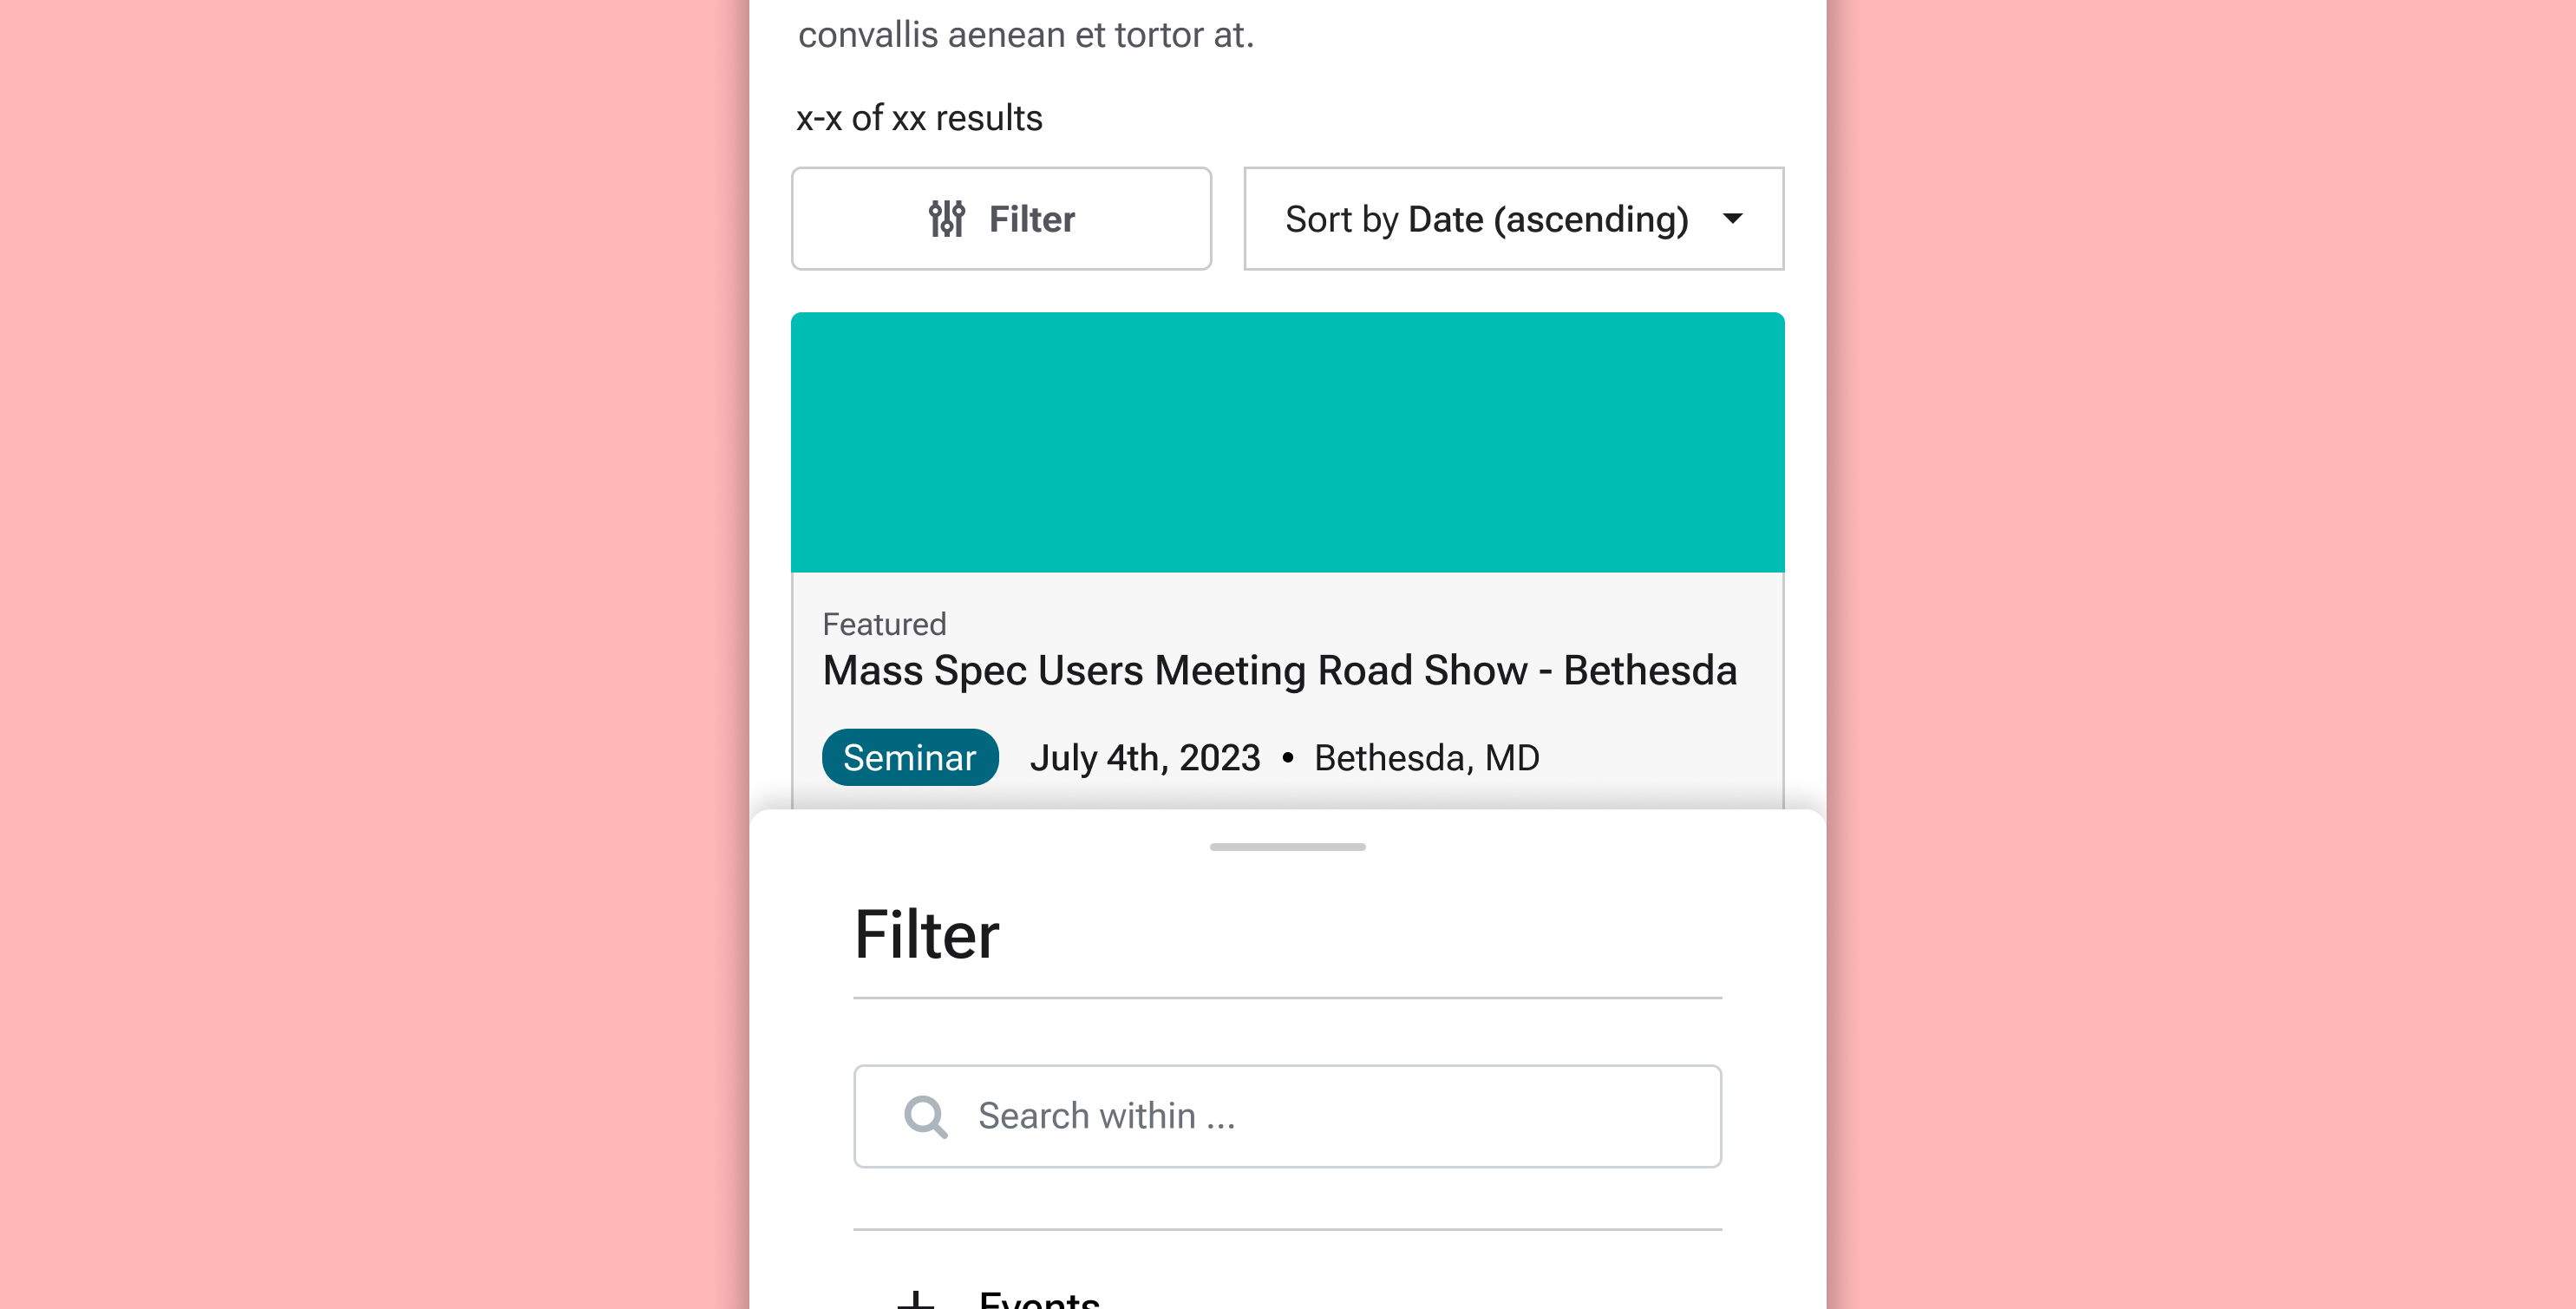 convallis aenean et tortor at.
x-x of xx results
Filter
Sort by Date (ascending)
Featured
Mass Spec Users Meeting Road Show - Bethesda
Seminar July 4th, 2023 • Bethesda, MD
Filter
Search within ...
Events